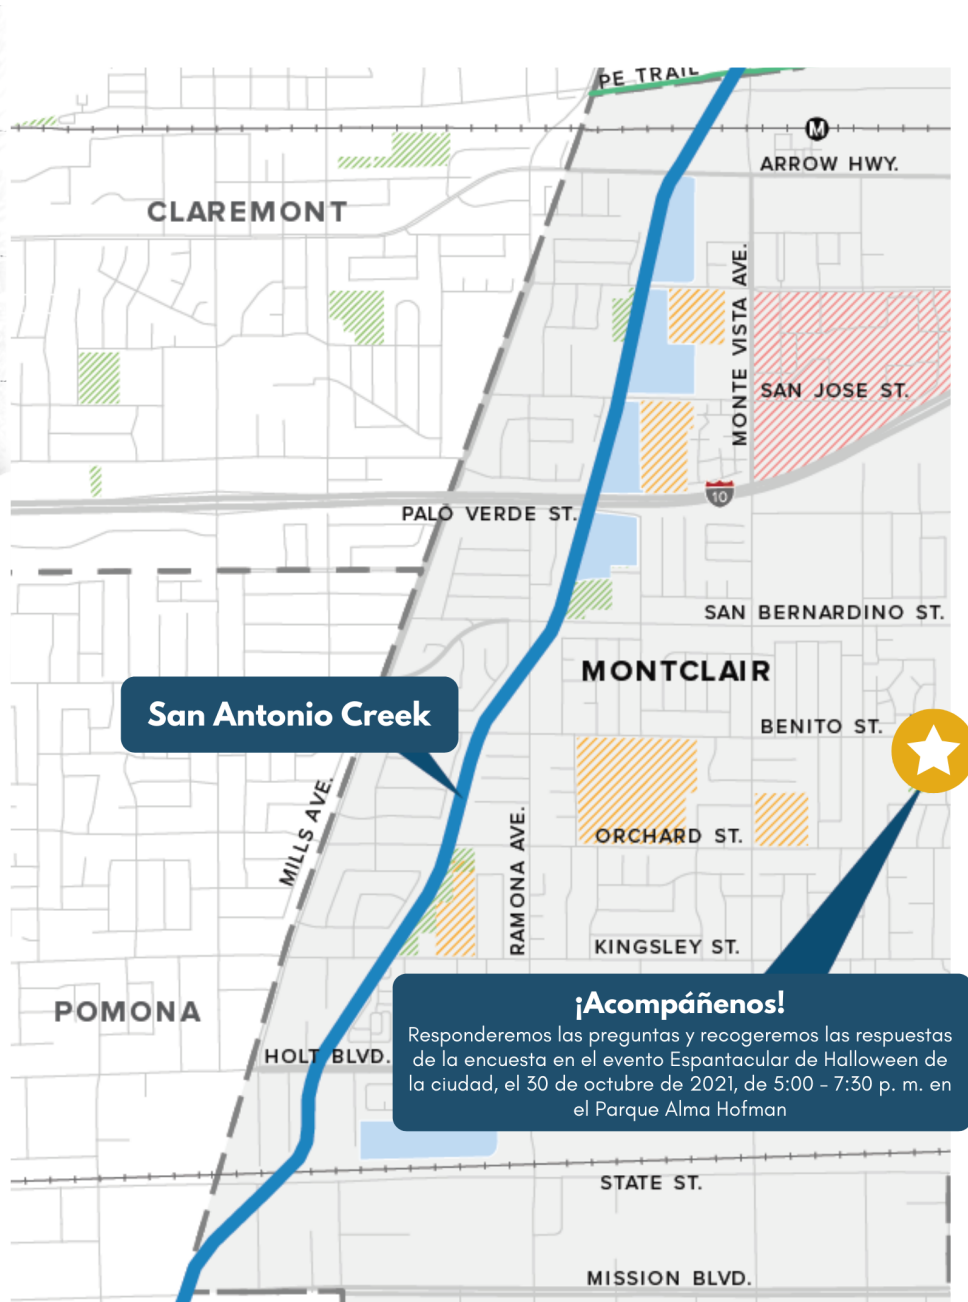 PE TRAIL
M
ARROW HWY.
CLAREMONT
MONTE VISTA AVE.
SAN JOSE ST.
10
PALO VERDE ST.
SAN BERNARDINO ST.
MONTCLAIR
San Antonio Creek
BENITO ST.
MILLS AVE.
ORCHARD ST.
RAMONA AVE.
KINGSLEY ST.
POMONA
¡Acompáñenos!
Responderemos las preguntas y recogeremos las respuestas
de la encuesta en el evento Espantacular de Halloween de
la ciudad, el 30 de octubre de 2021, de 5:00 - 7:30 p. m. en
el Parque Alma Hofman
HOLT BLVD.
STATE ST.
MISSION BLVD.